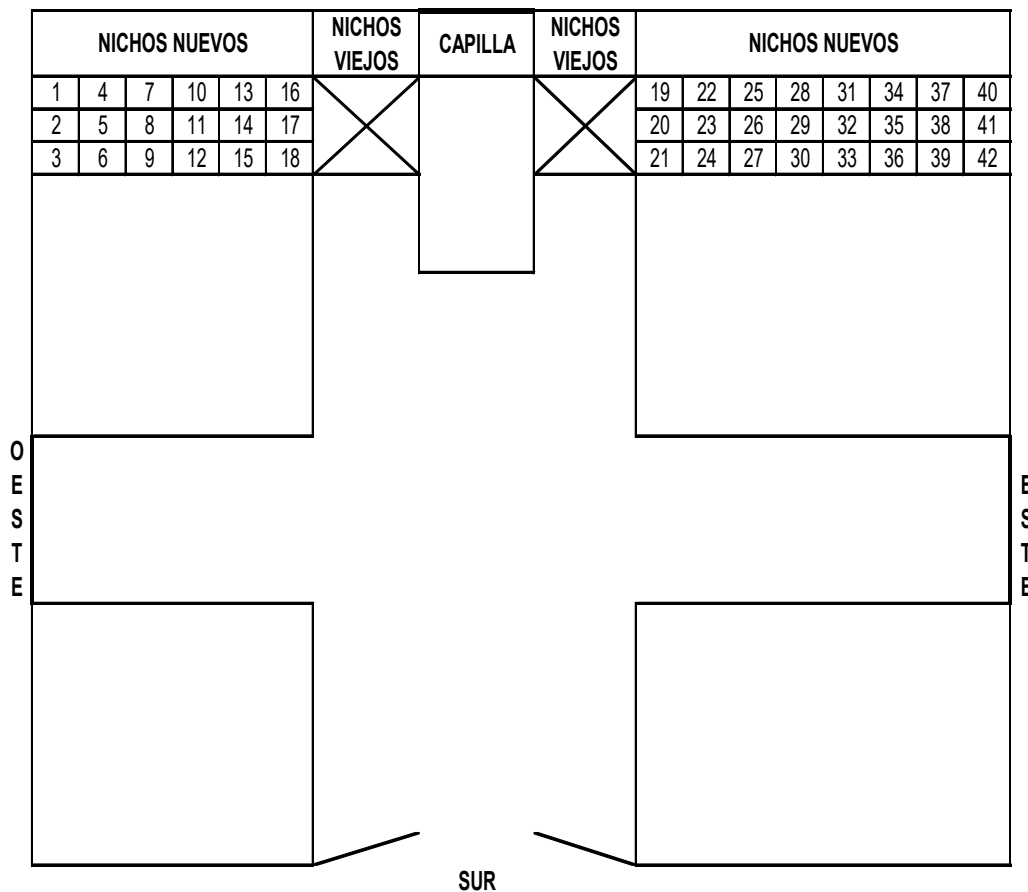 NICHOS NUEVOS
NICHOS
VIEJOS
CAPILLA
NICHOS
VIEJOS
NICHOS NUEVOS
1 4 7 10 13 16 19 22 25 28 31 34 37 40
2 5 8 11 14 17 20 23 26 29 32 35 38 41
3 6 9 12 15 18 21 24 27 30 33 36 39 42
O
E
S
T
E
E
S
T
E
SUR